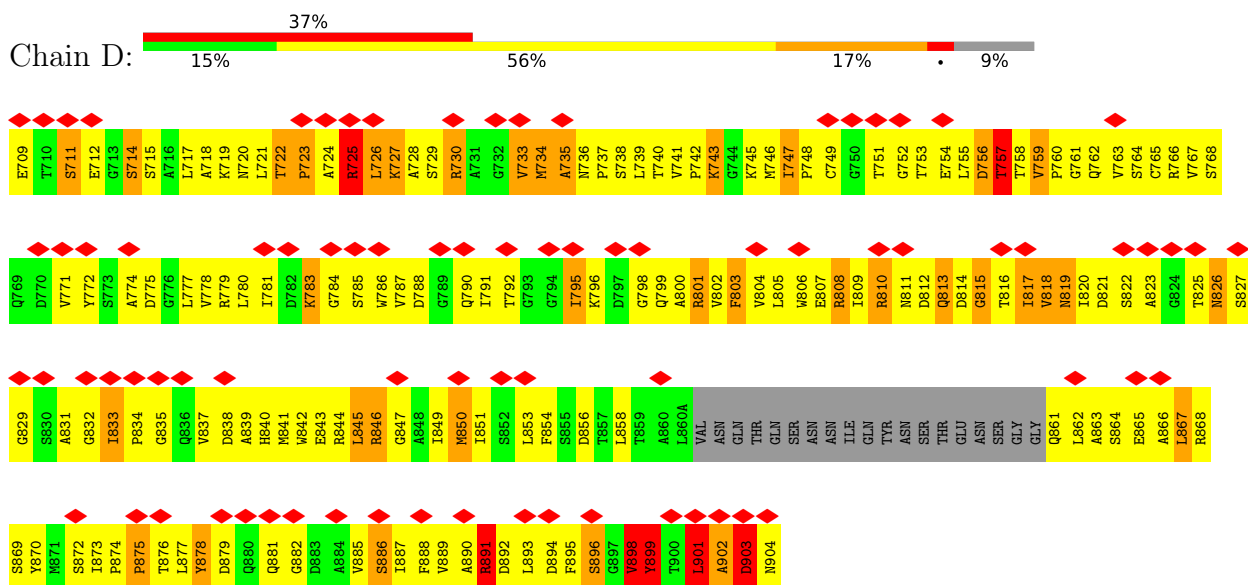 37%
Chain D:
15% 56% 17% • 9%
E709 T710 S711 E712 G713 S714 S715 A716 L717 A718 K719 N720 L721 T722 P723 A724 R725 L726 K727 A728 S729 R730 A731 G732 V733 M734 A735 N736 P737 S738 L739 T740 V741 P742 K743 G744 K745 M746 I747 P748 C749 G750 T751 G752 T753 E754 L755 D756 T757 T758 V759 P760 G761 Q762 V763 S764 C765 R766 V767 S768
Q769 D770 V771 Y772 S773 A774 D775 G776 L777 V778 R779 L780 I781 D782 K783 G784 S785 W786 V787 D788 G789 Q790 I791 T792 G793 G794 I795 K796 D797 G798 Q799 A800 R801 V802 F803 V804 L805 W806 E807 R808 I809 R810 N811 D812 Q813 D814 G815 T816 I817 V818 N819 I820 D821 S822 A823 G824 T825 N826 S827
G829 S830 A831 G832 I833 P834 G835 Q836 V837 D838 A839 H840 M841 W842 E843 R844 L845 R846 G847 A848 I849 M850 I851 S852 L853 F854 S855 D856 T857 L858 T859 A860 L860A VAL ASN GLN THR GLN SER ASN ASN ILE GLN TYR ASN SER THR GLU ASN SER GLY GLY Q861 L862 A863 S864 E865 A866 L867 R868
S869 Y870 M871 S872 I873 P874 P875 T876 L877 Y878 D879 Q880 Q881 G882 D883 A884 V885 S886 I887 F888 V889 A890 R891 D892 L893 D894 F895 S896 G897 V898 Y899 T900 L901 A902 D903 N904